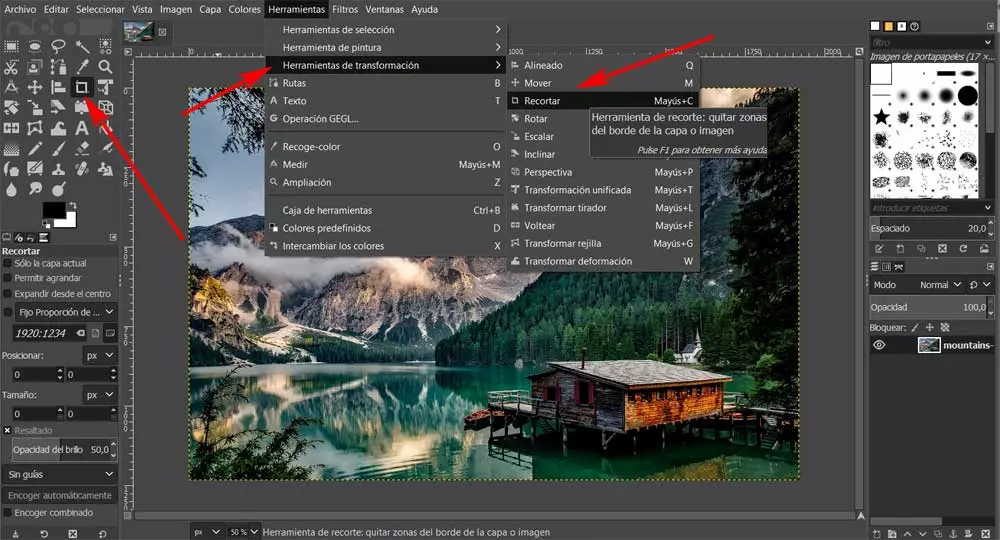 Archivo Editar Seleccionar Vista Imagen Capa Colores Herramientas Filtros Ventanas Ayuda
Herramientas de selección
Herramienta de pintura
Herramientas de transformación
Rutas B
Texto T
Operación GEGL...
Recoge-color O
Medir Mayús+M
Ampliación Z
Caja de herramientas Ctrl+B
Colores predefinidos D
Intercambiar los colores X
Alineado Q
Mover M
Recortar Mayús+C
Rotar
Escalar
Inclinar
Perspectiva Mayús+P
Transformación unificada Mayús+T
Transformar tirador Mayús+L
Voltear Mayús+F
Transformar rejilla Mayús+G
Transformar deformación W
Herramienta de recorte: quitar zonas
del borde de la capa o imagen
Pulse F1 para obtener más ayuda
Recortar
Sólo la capa actual
Permitir agrandar
Expandir desde el centro
Fijo Proporción de ...
1920:1234
Posicionar: px
0 0
Tamaño: px
0 0
Resaltado
Opacidad del brillo 50,0
Sin guías
Encoger automáticamente
Encoger combinado
1000 1250 1500 1750 2000
px 50 % Herramienta de recorte: quitar zonas del borde de la capa o imagen
filtro
Imagen de portapapeles (17 x...
introducir etiquetas
Espaciado 20,0
Modo Normal
Opacidad 100,0
Bloquear:
mountains-